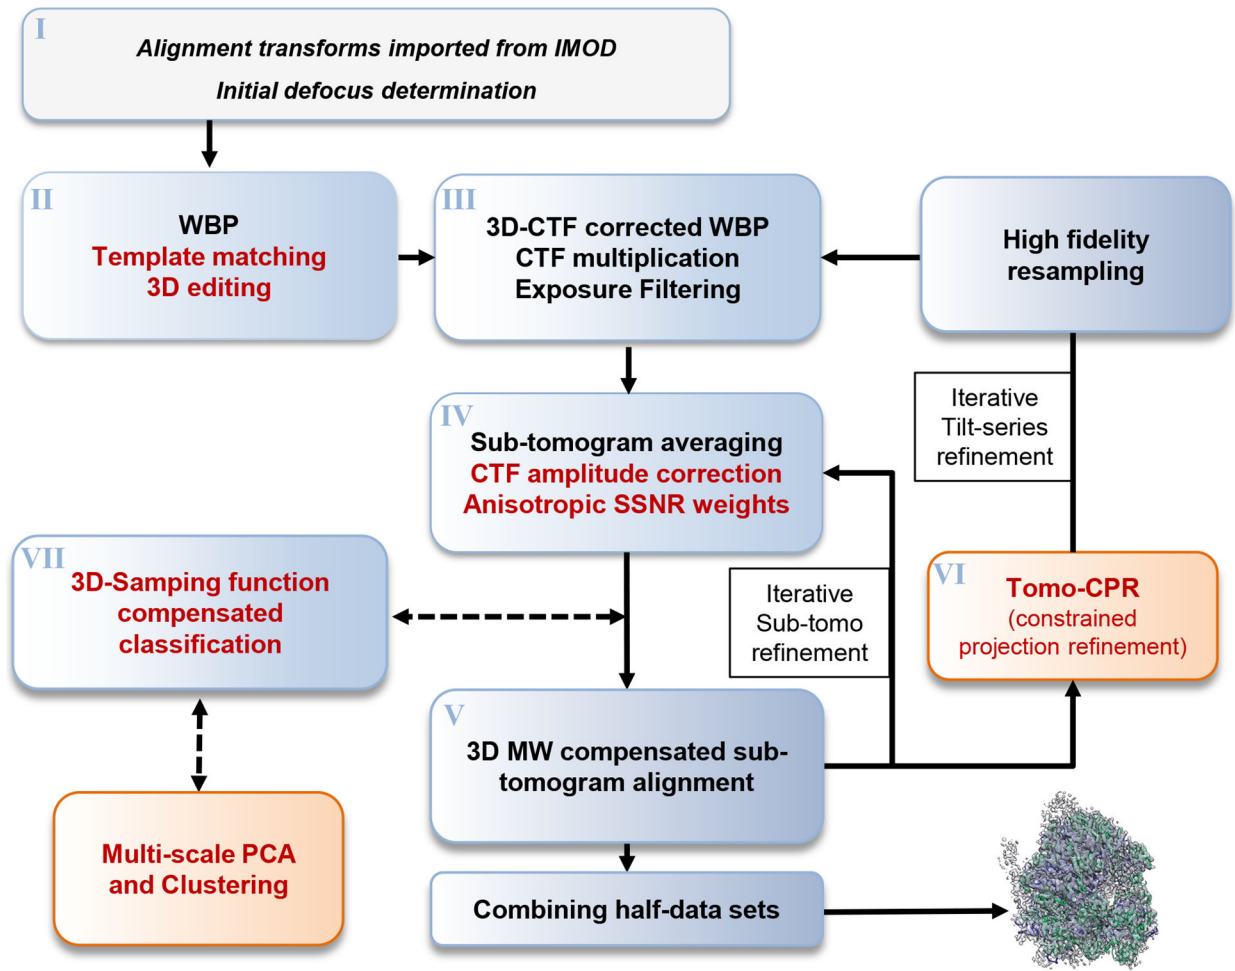 I
Alignment transforms imported from IMOD
Initial defocus determination
II
WBP
Template matching
3D editing
III
3D-CTF corrected WBP
CTF multiplication
Exposure Filtering
High fidelity
resampling
Iterative
Tilt-series
refinement
IV
Sub-tomogram averaging
CTF amplitude correction
Anisotropic SSNR weights
VII
3D-Samping function
compensated
classification
Iterative
Sub-tomo
refinement
VI
Tomo-CPR
(constrained
projection refinement)
V
3D MW compensated sub-
tomogram alignment
Multi-scale PCA
and Clustering
Combining half-data sets